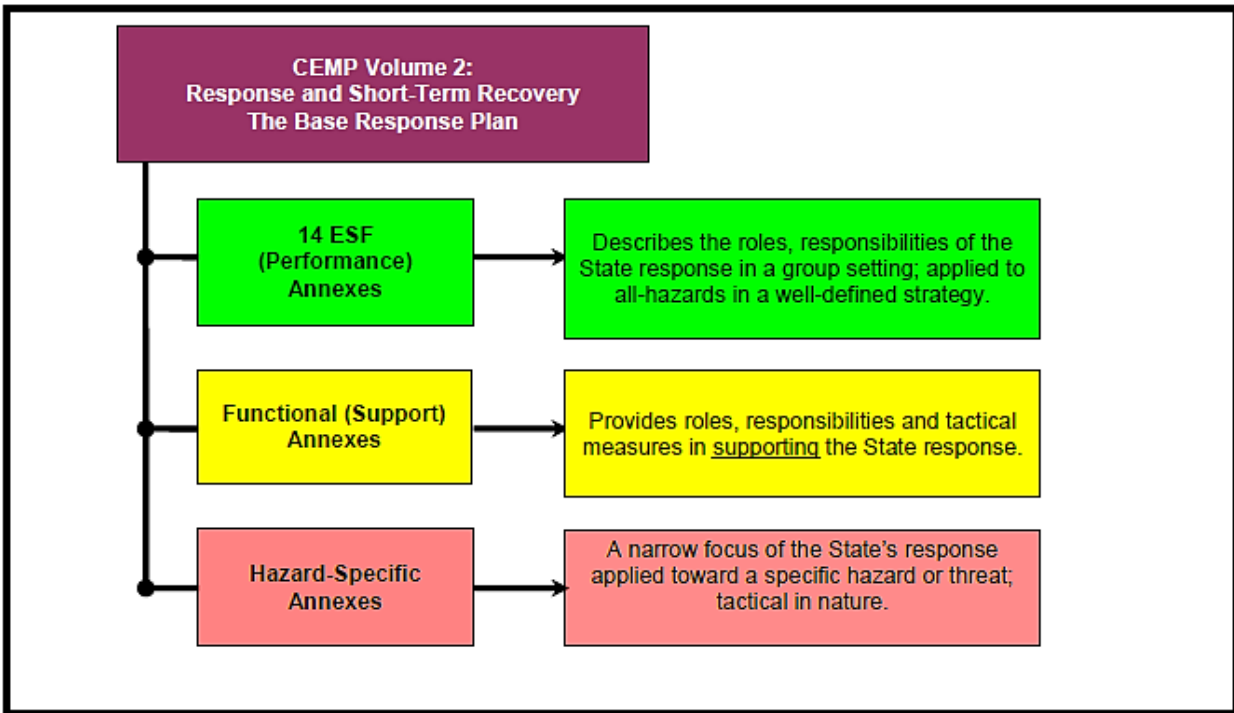 CEMP Volume 2:
Response and Short-Term Recovery
The Base Response Plan
14 ESF
(Performance)
Annexes
Describes the roles, responsibilities of the
State response in a group setting; applied to
all-hazards in a well-defined strategy.
Functional (Support)
Annexes
Provides roles, responsibilities and tactical
measures in supporting the State response.
Hazard-Specific
Annexes
A narrow focus of the State’s response
applied toward a specific hazard or threat;
tactical in nature.